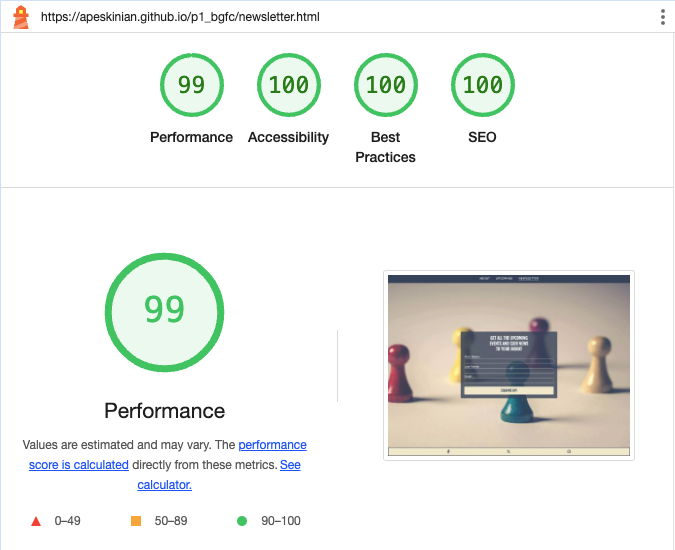 https://apeskinian.github.io/p1_bgfc/newsletter.html
99
100
100
100
Performance
Accessibility
Best
Practices
SEO
99
Performance
Values are estimated and may vary. The performance
score is calculated directly from these metrics. See
calculator.
0–49
50–89
90–100
ABOUT
UPCOMING
NEWSLETTER
GET ALL THE UPCOMING
EVENTS AND CLUB NEWS
TO YOUR INBOX!